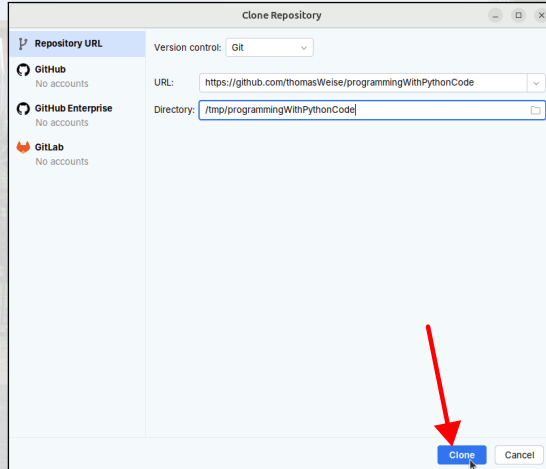 Clone Repository
Repository URL
GitHub
No accounts
GitHub Enterprise
No accounts
GitLab
No accounts
Version control: Git
URL: https://github.com/thomasWeise/programmingWithPythonCode
Directory: /tmp/programmingWithPythonCode
Clone Cancel